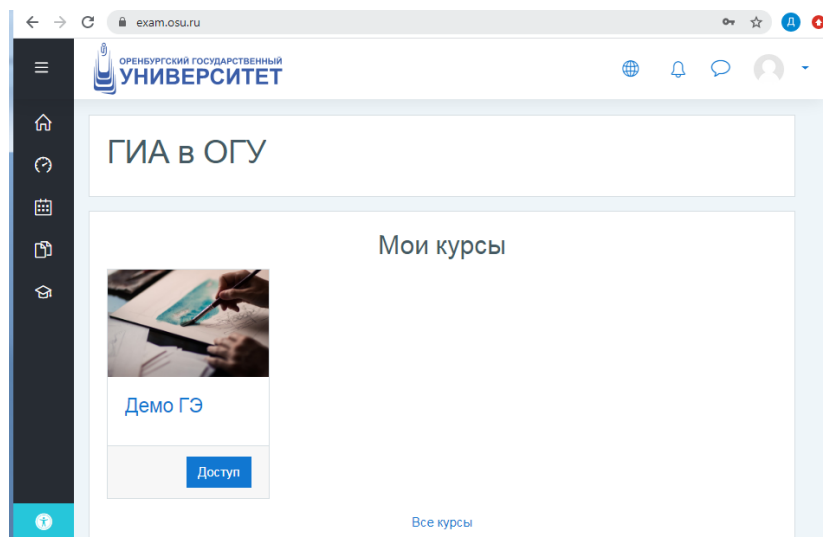 exam.osu.ru
Д
ОРЕНБУРГСКИЙ ГОСУДАРСТВЕННЫЙ
УНИВЕРСИТЕТ
ГИА в ОГУ
Мои курсы
Демо ГЭ
Доступ
Все курсы